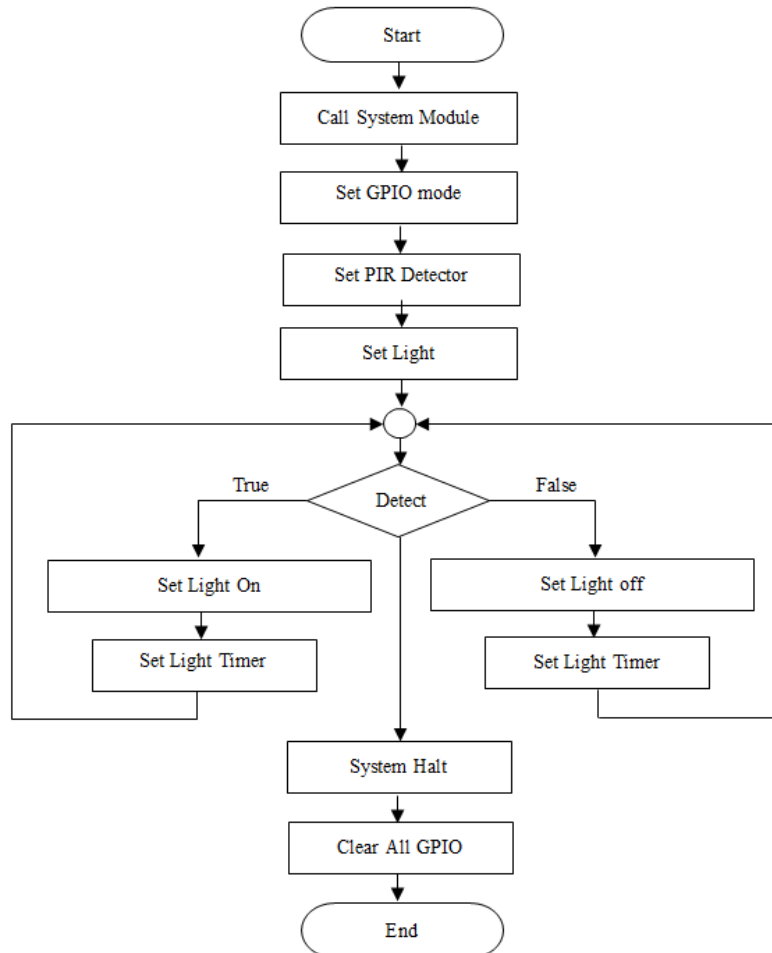 Start
Call System Module
Set GPIO mode
Set PIR Detector
Set Light
True
Detect
False
Set Light On
Set Light off
Set Light Timer
Set Light Timer
System Halt
Clear All GPIO
End